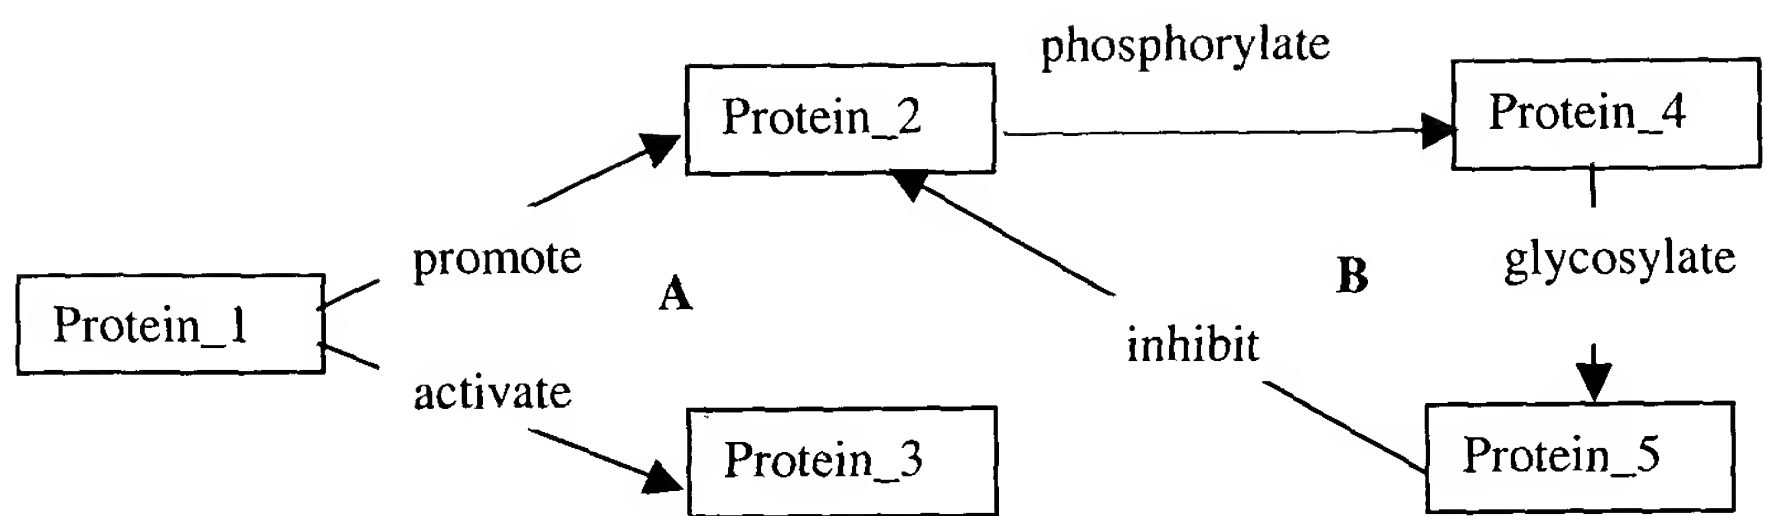 phosphorylate
Protein_2
Protein_4
promote
A
B
glycosylate
Protein_1
inhibit
activate
Protein_3
Protein_5